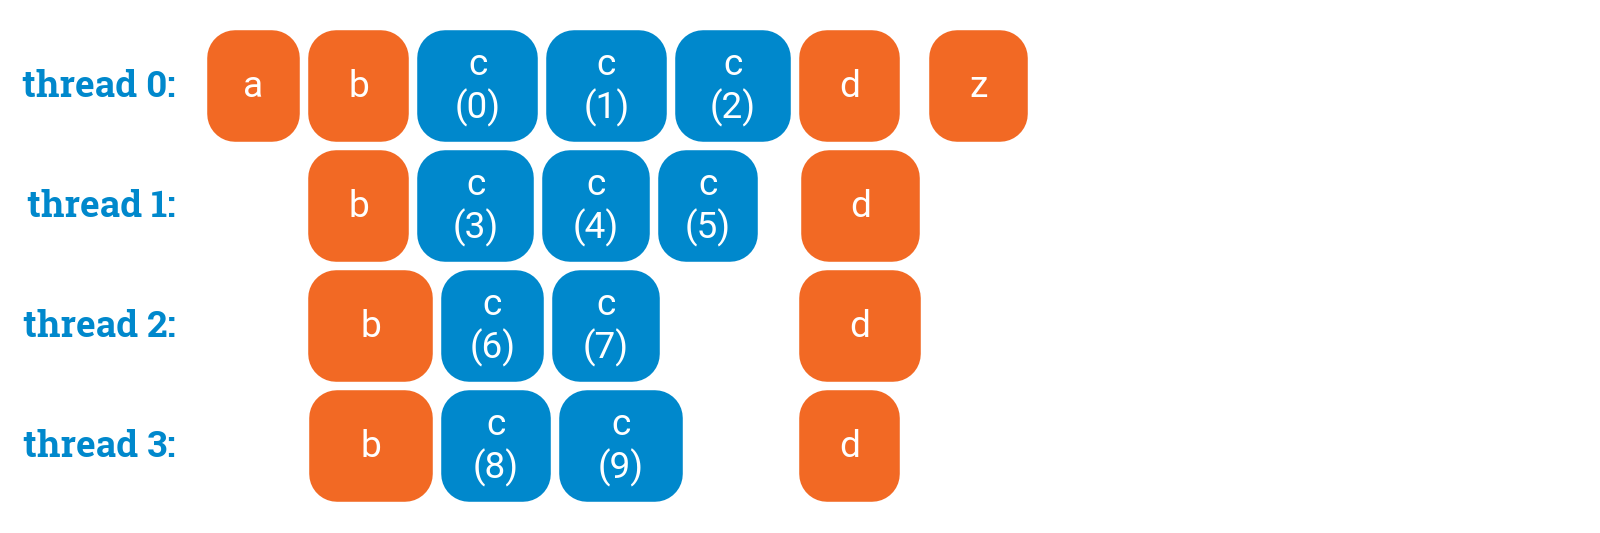 thread 0: a b c (0) c (1) c (2) d z
thread 1: b c (3) c (4) c (5) d
thread 2: b c (6) c (7) d
thread 3: b c (8) c (9) d